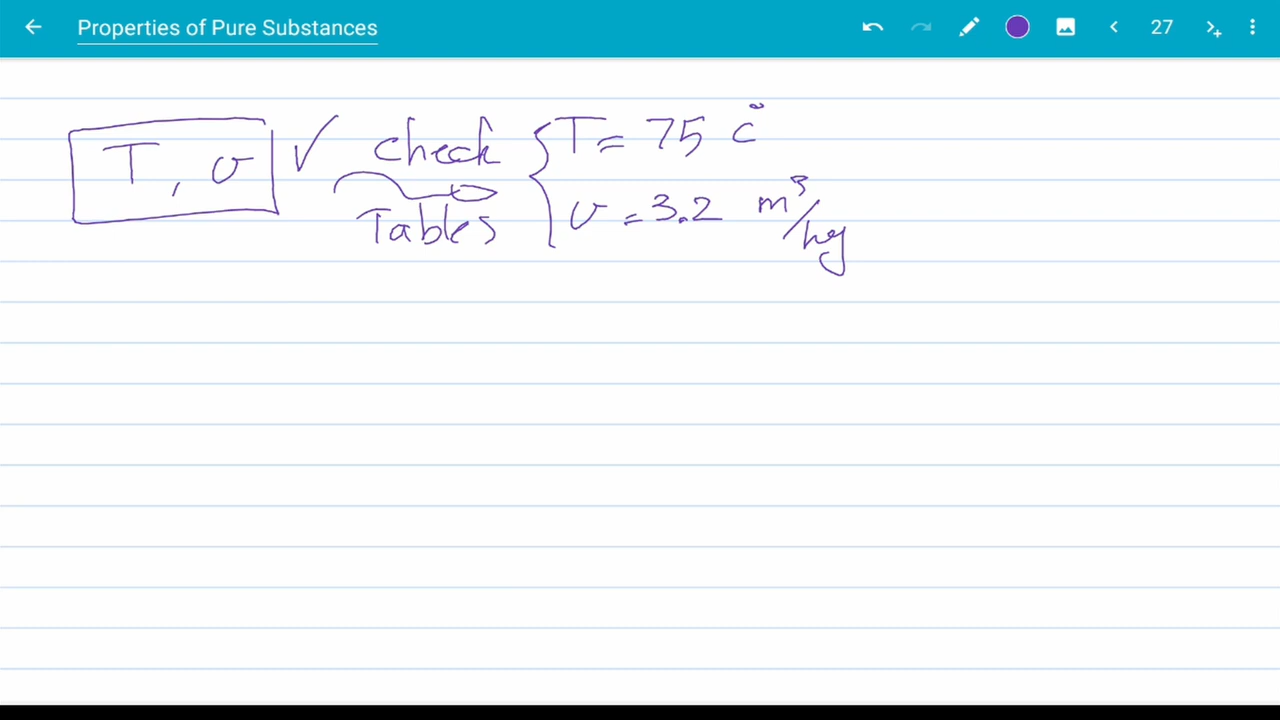 Properties of Pure Substances
27
T, v ✓ check T = 75 c°
Tables v = 3.2 m³/kg